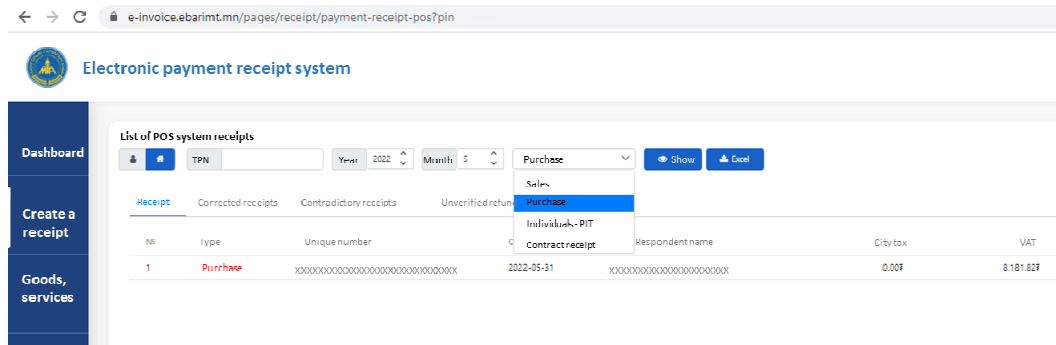 e-invoice.ebarimt.mn/pages/receipt/payment-receipt-pos?pin
Electronic payment receipt system
List of POS system receipts
Dashboard
TPN Year 2022 Month 5 Purchase Show Excel
Sales
Purchase
Individuals - PIT
Contract receipt
Receipt Corrected receipts Contradictory receipts Unverified refun
Create a
receipt
№ Type Unique number Respondent name City tax VAT
1 Purchase XXXXXXXXXXXXXXXXXXXXXXXXXXXXXX 2022-05-31 XXXXXXXXXXXXXXXXXXXXXX 0.00₮ 8,181.82₮
Goods,
services